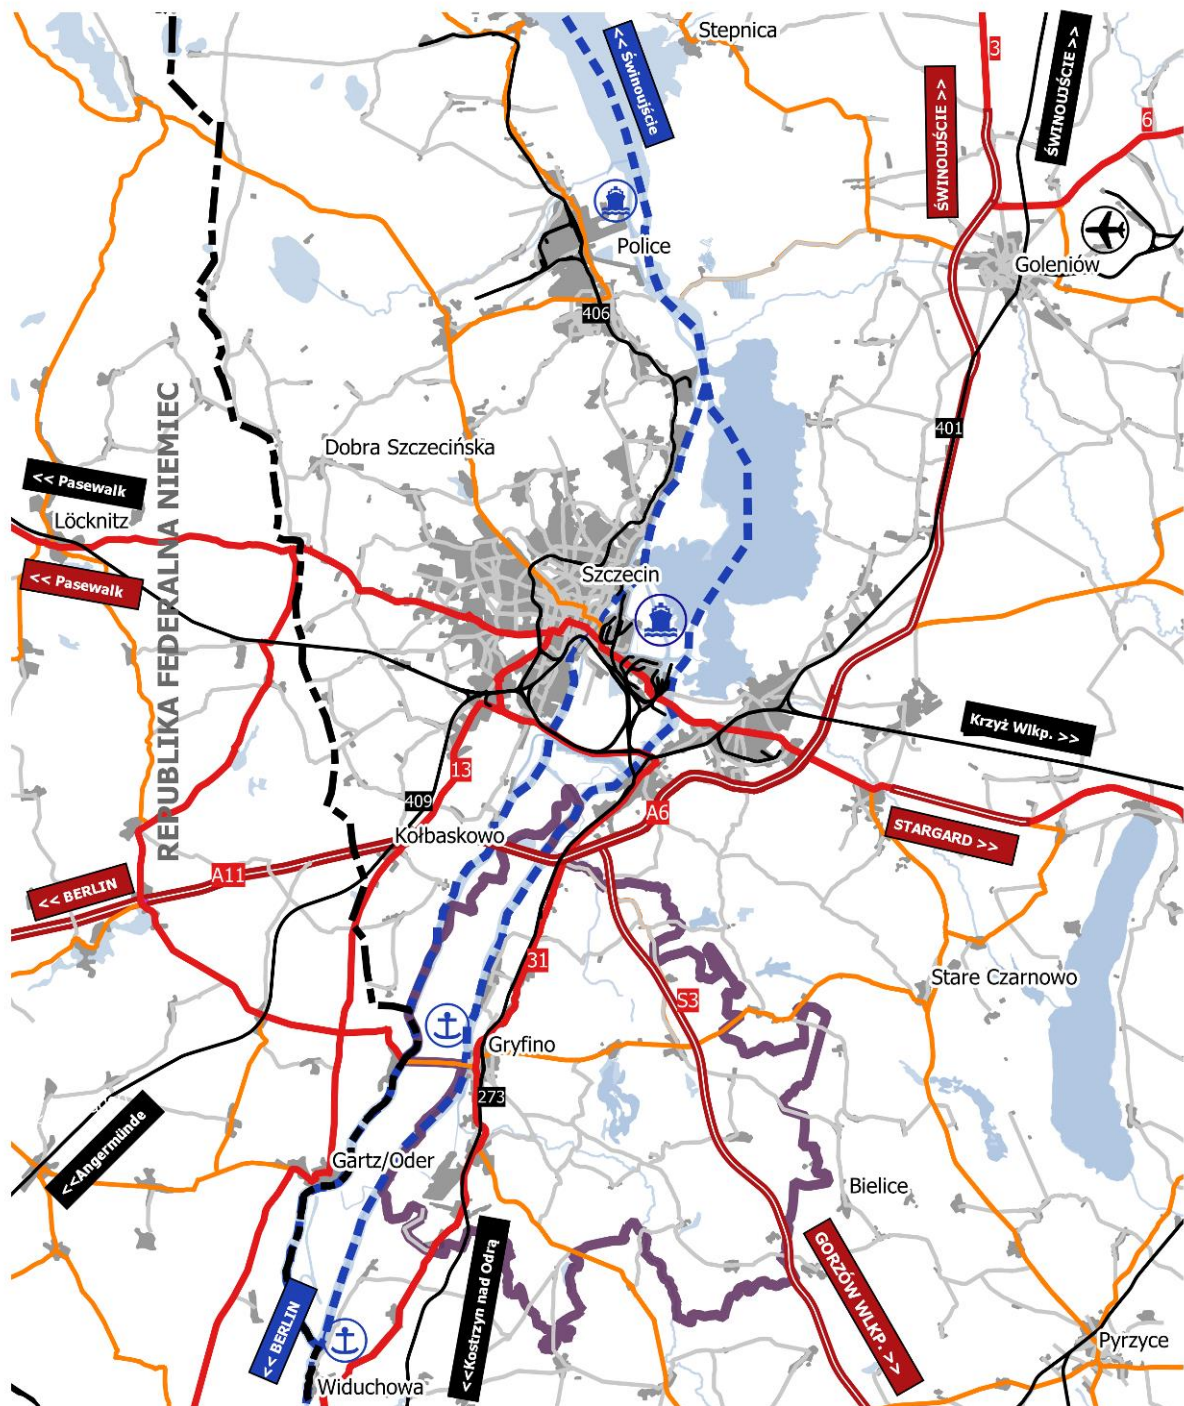 Stepnica
<< Świnoujście
3
ŚWINOUJŚCIE >>
ŚWINOUJŚCIE >>
6
Police
Goleniów
406
401
Dobra Szczecińska
<< Pasewalk
Löcknitz
<< Pasewalk
REPUBLIKA FEDERALNA NIEMIEC
Szczecin
Krzyż Wlkp. >>
13
409
A6
Kołbaskowo
STARGARD >>
A11
<< BERLIN
31
Stare Czarnowo
S3
Gryfino
273
<<Angermünde
Gartz/Oder
Bielice
GORZÓW WLKP. >>
<<Kostrzyn nad Odrą
<< BERLIN
Pyrzyce
Widuchowa